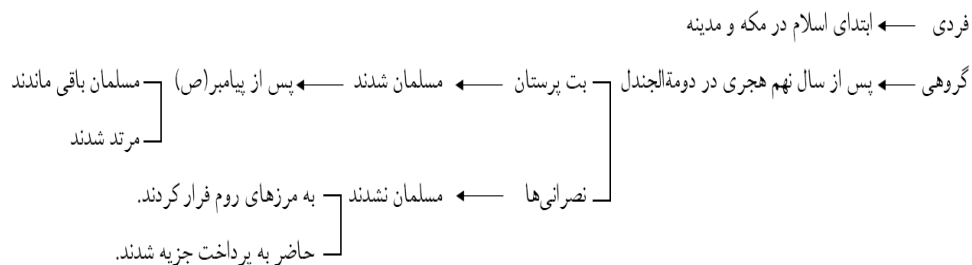 فردی ← ابتدای اسلام در مکه و مدینه
گروهی ← پس از سال نهم هجری در دومةالجندل بت پرستان ← مسلمان شدند ← پس از پیامبر(ص) مسلمان باقی ماندند
مرتد شدند
نصرانی‌ها ← مسلمان نشدند به مرزهای روم فرار کردند.
حاضر به پرداخت جزیه شدند.